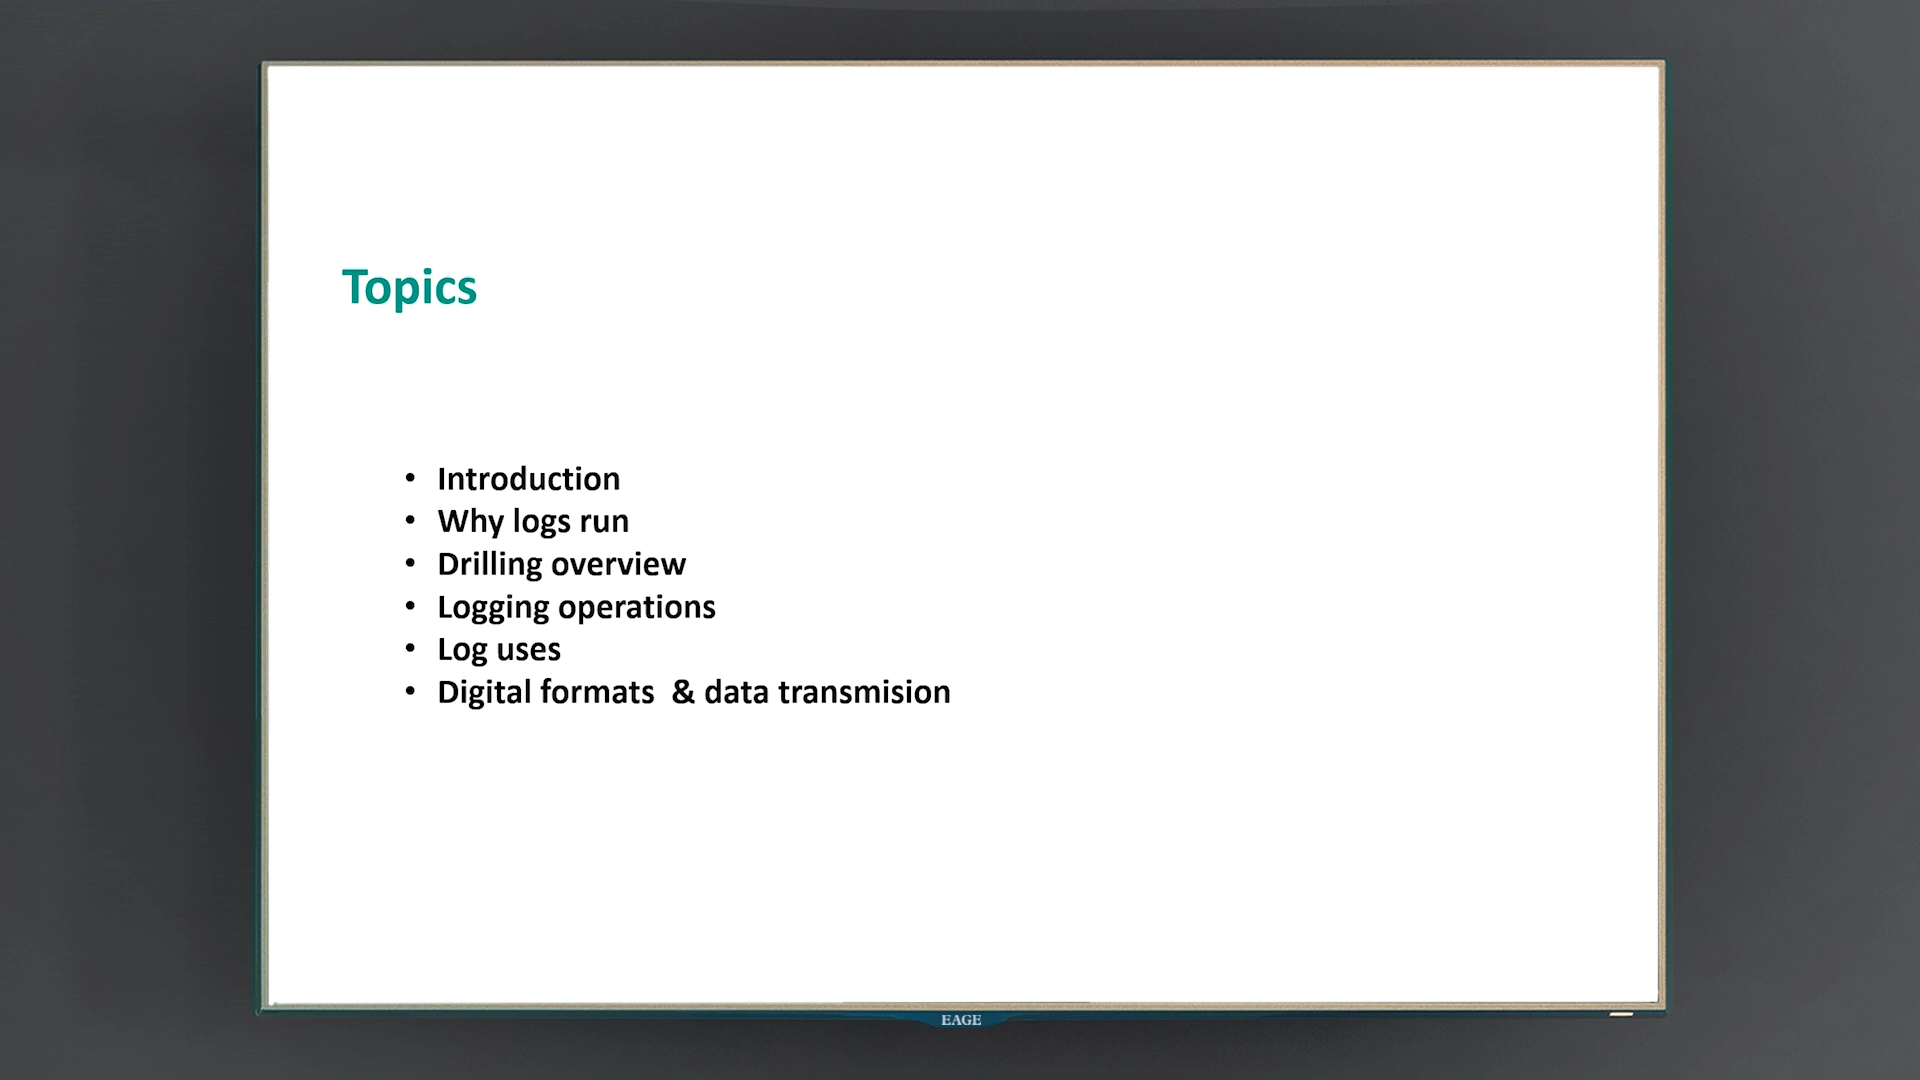 Topics
• Introduction
• Why logs run
• Drilling overview
• Logging operations
• Log uses
• Digital formats  & data transmision
EAGE